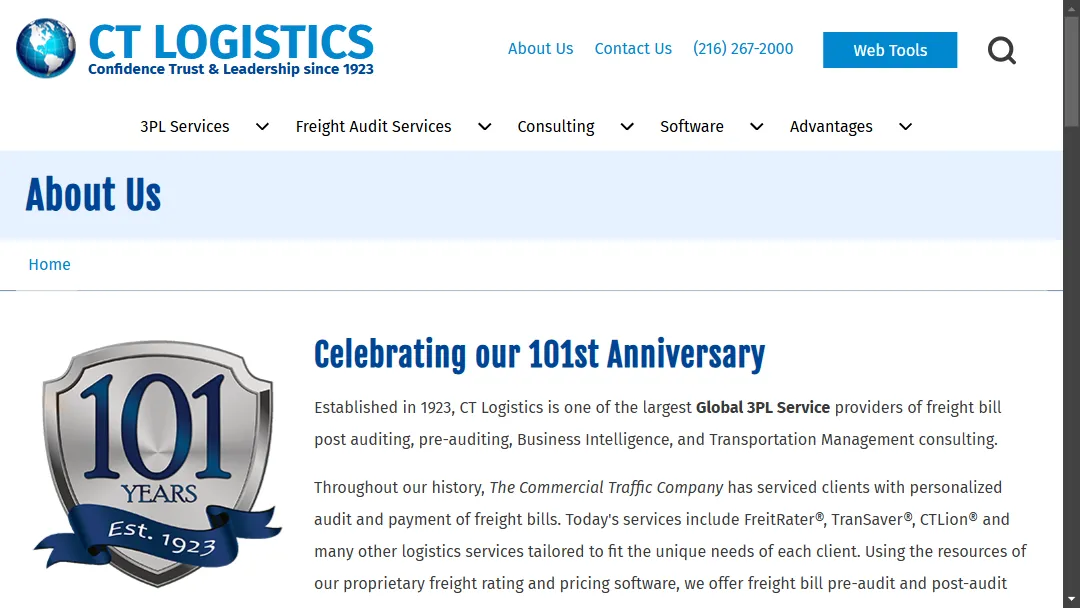 CT LOGISTICS
Confidence Trust & Leadership since 1923
About Us
Contact Us
(216) 267-2000
Web Tools
3PL Services
Freight Audit Services
Consulting
Software
Advantages
About Us
Home
101
YEARS
Est. 1923
Celebrating our 101st Anniversary
Established in 1923, CT Logistics is one of the largest Global 3PL Service providers of freight bill
post auditing, pre-auditing, Business Intelligence, and Transportation Management consulting.
Throughout our history, The Commercial Traffic Company has serviced clients with personalized
audit and payment of freight bills. Today's services include FreitRater®, TranSaver®, CTLion® and
many other logistics services tailored to fit the unique needs of each client. Using the resources of
our proprietary freight rating and pricing software, we offer freight bill pre-audit and post-audit